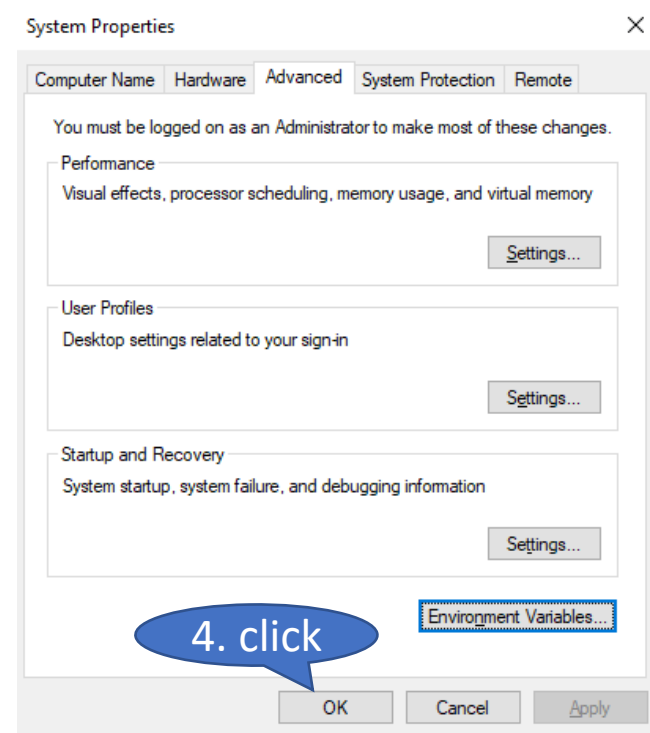 System Properties
Computer Name Hardware Advanced System Protection Remote
You must be logged on as an Administrator to make most of these changes.
Performance
Visual effects, processor scheduling, memory usage, and virtual memory
Settings...
User Profiles
Desktop settings related to your sign-in
Settings...
Startup and Recovery
System startup, system failure, and debugging information
Settings...
Environment Variables...
4. click
OK Cancel Apply